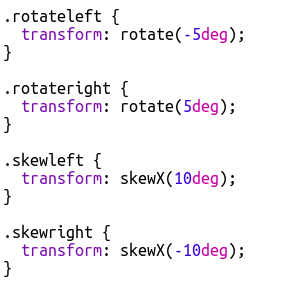 .rotateleft {
  transform: rotate(-5deg);
}

.rotateright {
  transform: rotate(5deg);
}

.skewleft {
  transform: skewX(10deg);
}

.skewright {
  transform: skewX(-10deg);
}